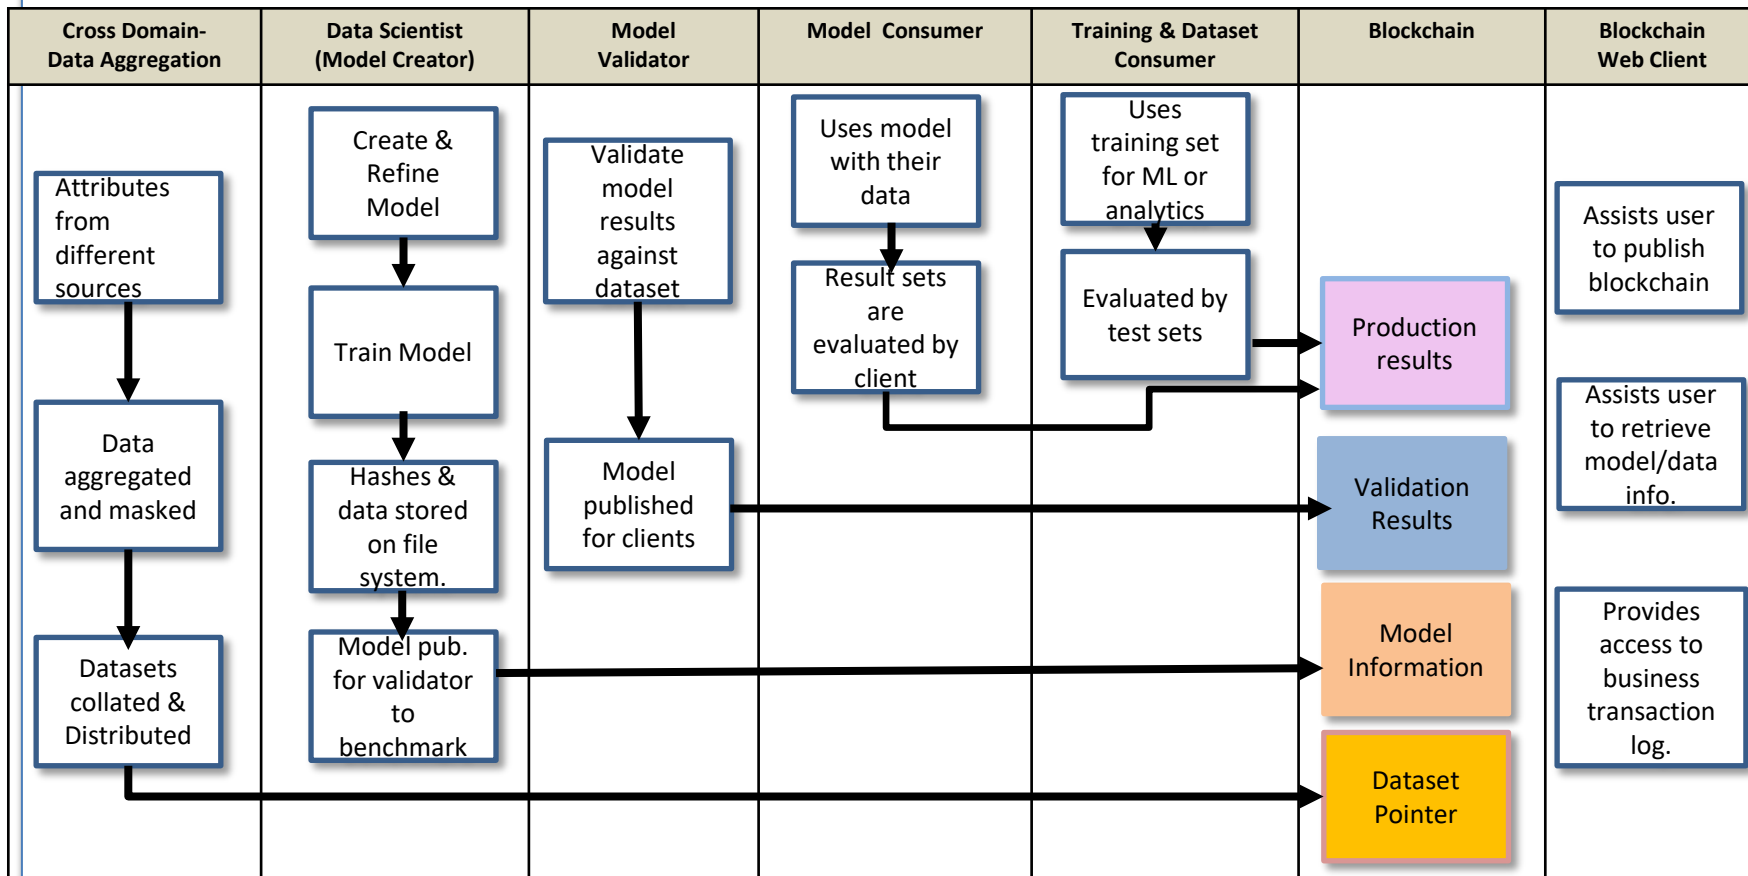 Cross Domain-
Data Aggregation
Data Scientist
(Model Creator)
Model
Validator
Model Consumer
Training & Dataset
Consumer
Blockchain
Blockchain
Web Client
Attributes
from
different
sources
Data
aggregated
and masked
Datasets
collated &
Distributed
Create &
Refine
Model
Train Model
Hashes &
data stored
on file
system.
Model pub.
for validator
to
benchmark
Validate
model
results
against
dataset
Model
published
for clients
Uses model
with their
data
Result sets
are
evaluated by
client
Uses
training set
for ML or
analytics
Evaluated by
test sets
Production
results
Validation
Results
Model
Information
Dataset
Pointer
Assists user
to publish
blockchain
Assists user
to retrieve
model/data
info.
Provides
access to
business
transaction
log.